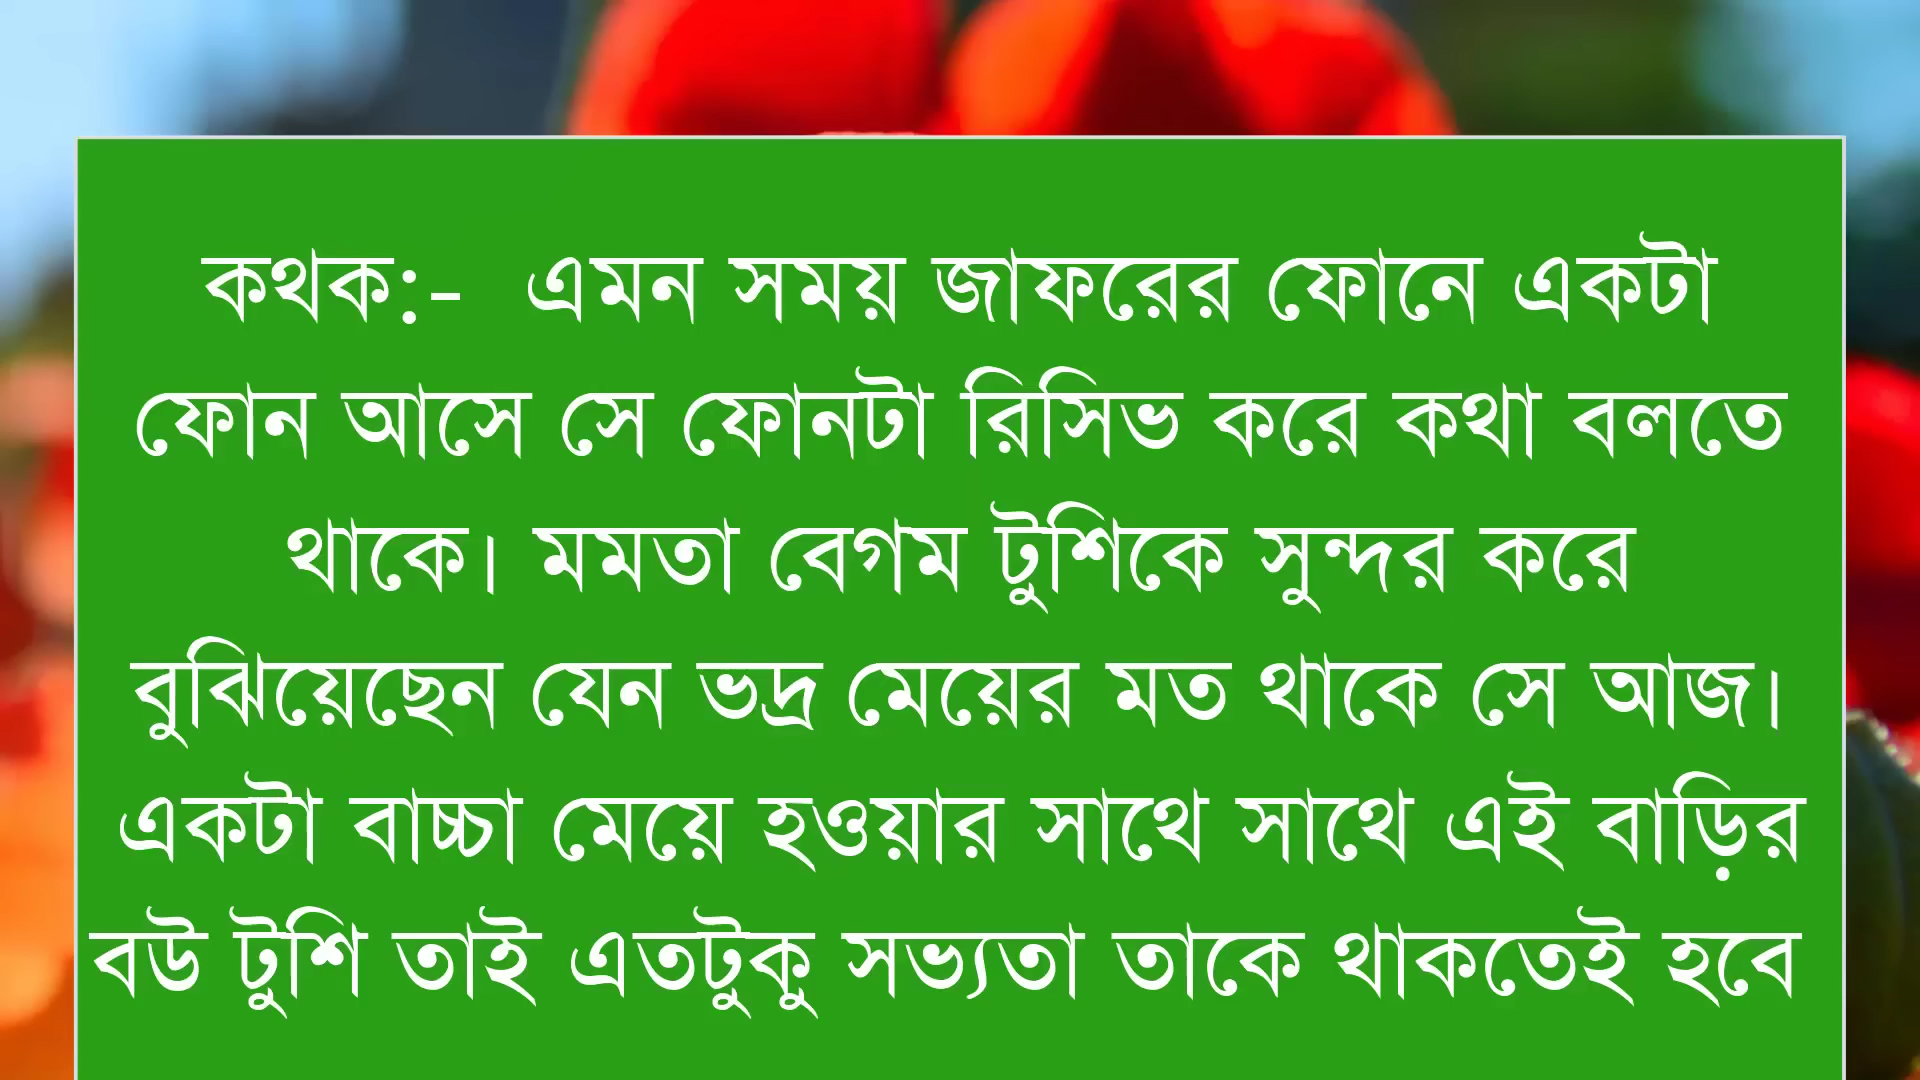 কথক:-  এমন সময় জাফরের ফোনে একটা
ফোন আসে সে ফোনটা রিসিভ করে কথা বলতে
থাকে। মমতা বেগম টুশিকে সুন্দর করে
বুঝিয়েছেন যেন ভদ্র মেয়ের মত থাকে সে আজ।
একটা বাচ্চা মেয়ে হওয়ার সাথে সাথে এই বাড়ির
বউ টুশি তাই এতটুকু সভ্যতা তাকে থাকতেই হবে